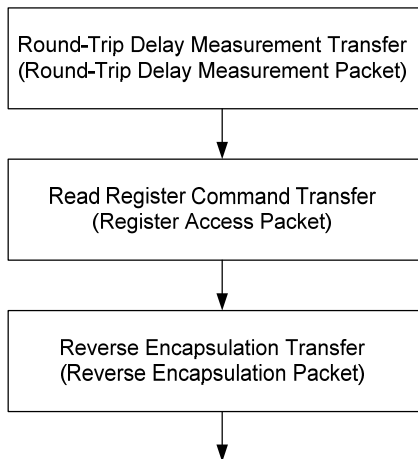 Round-Trip Delay Measurement Transfer
(Round-Trip Delay Measurement Packet)
Read Register Command Transfer
(Register Access Packet)
Reverse Encapsulation Transfer
(Reverse Encapsulation Packet)